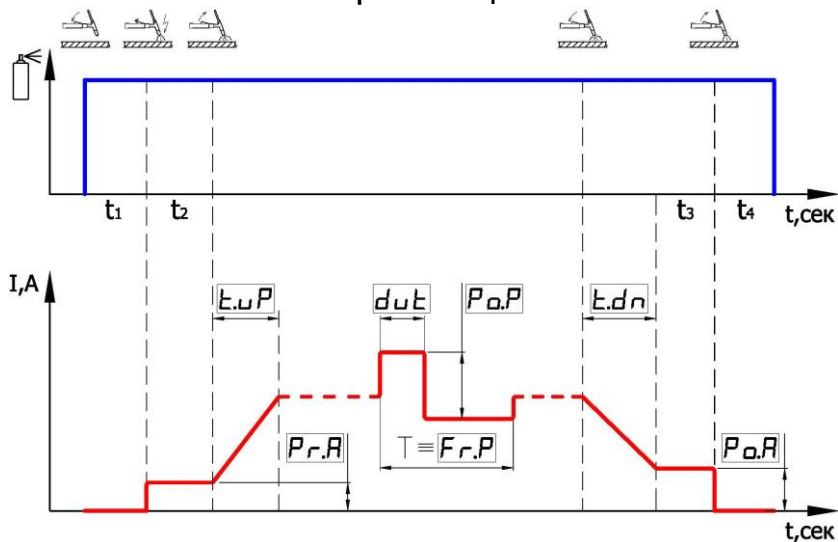 t1 t2 t3 t4 t,сек
I,A
t.uP dut Po.P t.dn
Pr.A T ≡ Fr.P Po.A
t,сек